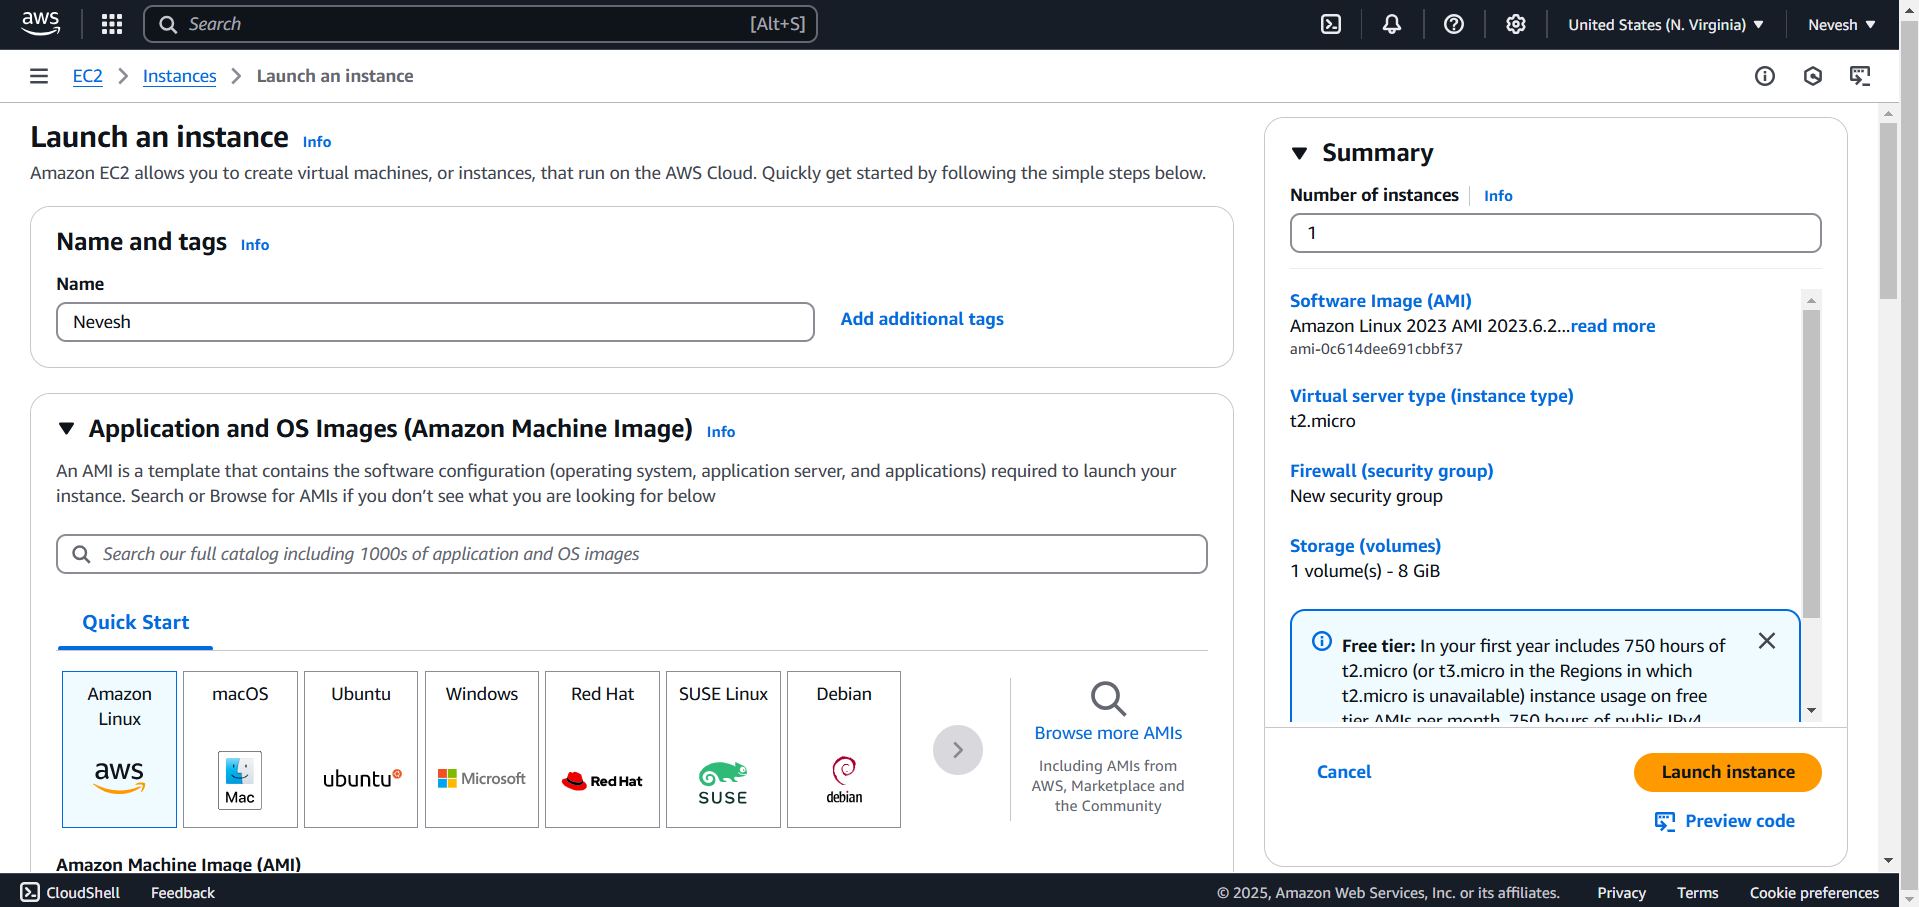 aws
Search [Alt+S]
United States (N. Virginia)
Nevesh
EC2
Instances
Launch an instance
Launch an instance Info
Amazon EC2 allows you to create virtual machines, or instances, that run on the AWS Cloud. Quickly get started by following the simple steps below.
Name and tags Info
Name
Nevesh
Add additional tags
Application and OS Images (Amazon Machine Image) Info
An AMI is a template that contains the software configuration (operating system, application server, and applications) required to launch your
instance. Search or Browse for AMIs if you don’t see what you are looking for below
Search our full catalog including 1000s of application and OS images
Quick Start
Amazon
Linux
aws
macOS
Mac
Ubuntu
ubuntu
Windows
Microsoft
Red Hat
Red Hat
SUSE Linux
SUSE
Debian
debian
Browse more AMIs
Including AMIs from
AWS, Marketplace and
the Community
Amazon Machine Image (AMI)
Summary
Number of instances Info
1
Software Image (AMI)
Amazon Linux 2023 AMI 2023.6.2...read more
ami-0c614dee691cbbf37
Virtual server type (instance type)
t2.micro
Firewall (security group)
New security group
Storage (volumes)
1 volume(s) - 8 GiB
Free tier: In your first year includes 750 hours of
t2.micro (or t3.micro in the Regions in which
t2.micro is unavailable) instance usage on free
tier AMIs per month, 750 hours of public IPv4
Cancel
Launch instance
Preview code
CloudShell
Feedback
© 2025, Amazon Web Services, Inc. or its affiliates.
Privacy
Terms
Cookie preferences